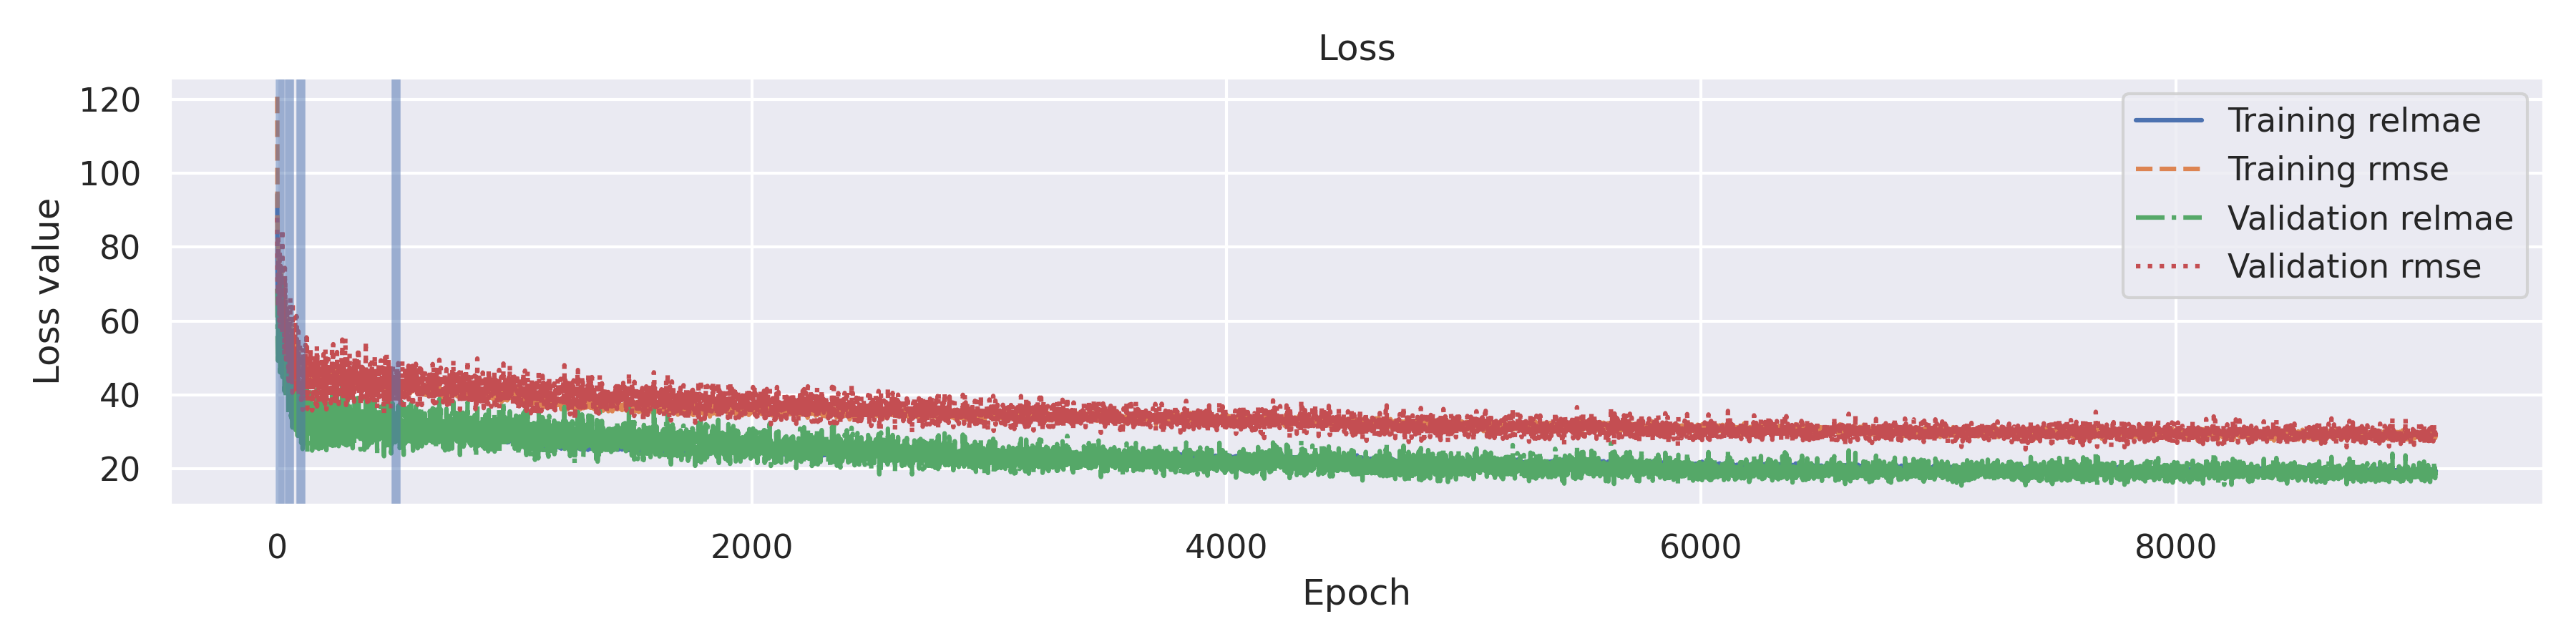 Loss
Loss value
120
100
80
60
40
20
0 2000 4000 6000 8000
Epoch
Training relmae
Training rmse
Validation relmae
Validation rmse